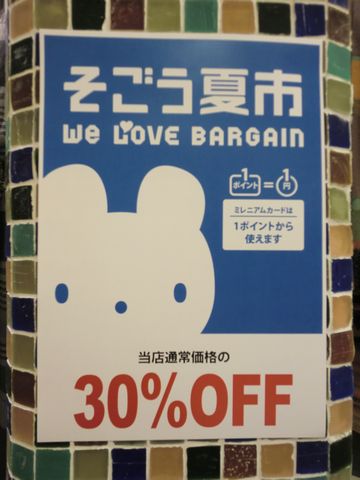 そごう夏市
We LOVE BARGAIN
1ポイント=1円
ミレニアムカードは
1ポイントから
使えます
当店通常価格の
30%OFF